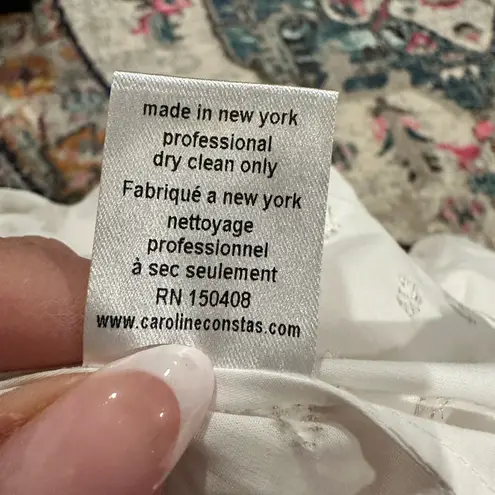 made in new york
professional
dry clean only
Fabriqué a new york
nettoyage
professionnel
à sec seulement
RN 150408
www.carolineconstas.com